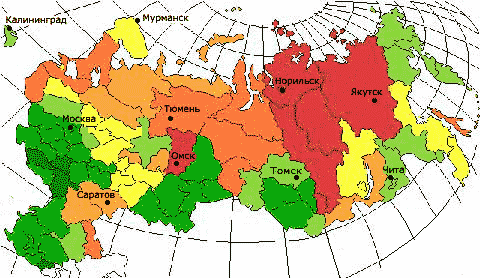 Калининград
Мурманск
Норильск
Якутск
Тюмень
Москва
Омск
Томск
Чита
Саратов